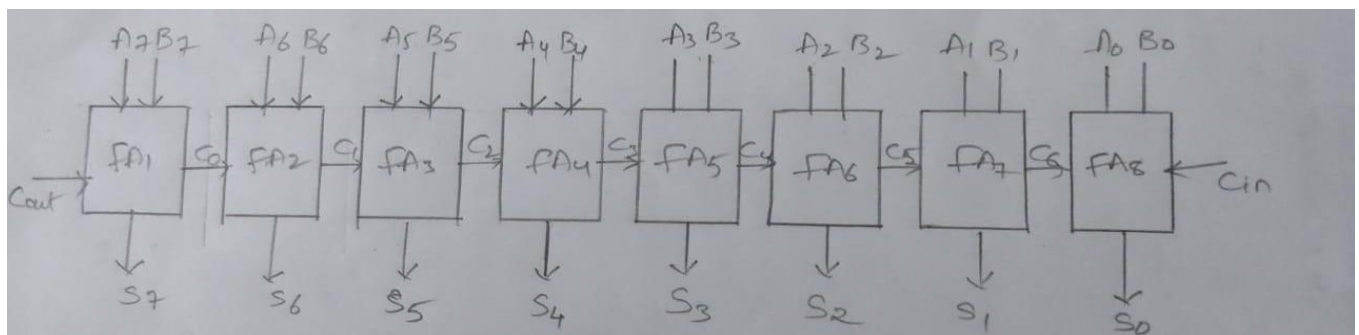 A7 B7 A6 B6 A5 B5 A4 B4 A3 B3 A2 B2 A1 B1 A0 B0
FA1 C0 FA2 C1 FA3 C2 FA4 C3 FA5 C4 FA6 C5 FA7 C6 FA8
Cout Cin
S7 S6 S5 S4 S3 S2 S1 S0